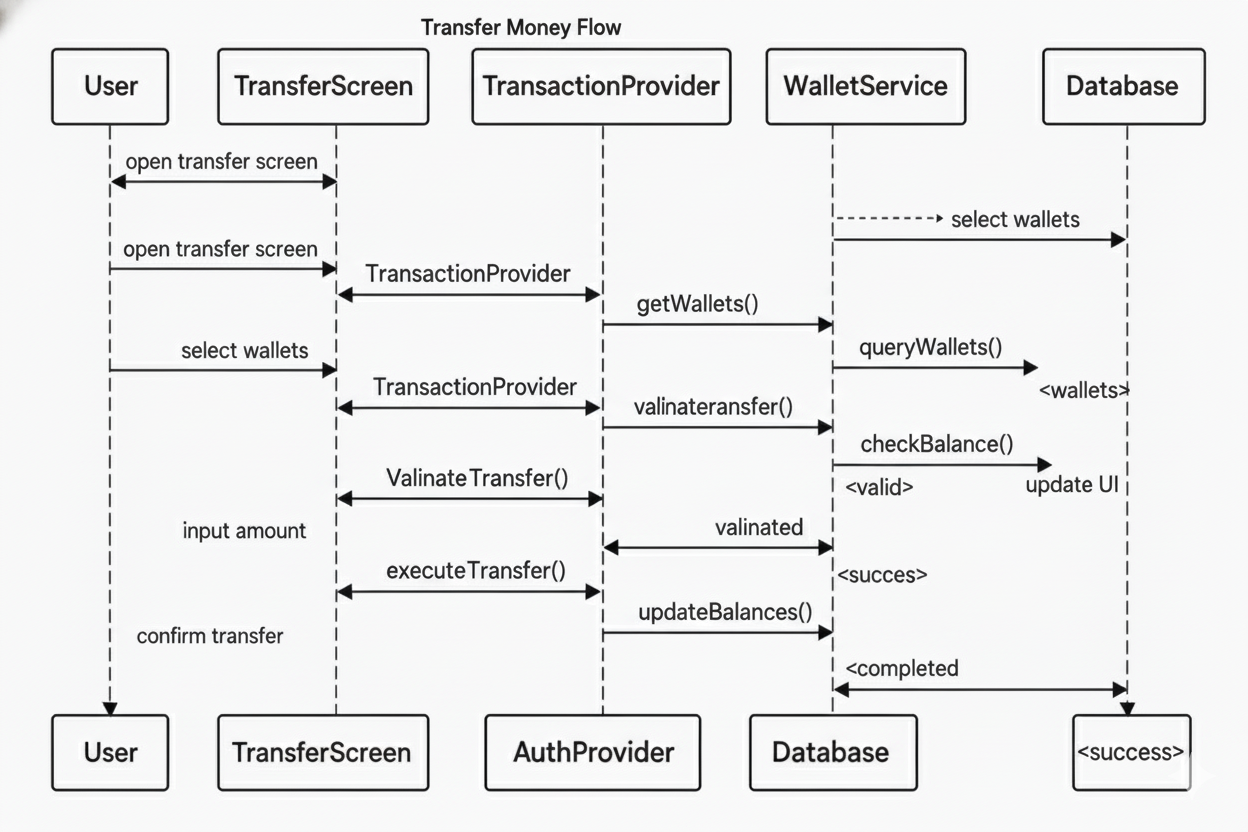 Transfer Money Flow
User
TransferScreen
TransactionProvider
WalletService
Database
open transfer screen
select wallets
open transfer screen
TransactionProvider
getWallets()
select wallets
queryWallets()
TransactionProvider
<wallets>
valinateransfer()
checkBalance()
ValinateTransfer()
<valid>
update UI
input amount
valinated
executeTransfer()
<succes>
updateBalances()
confirm transfer
<completed
User
TransferScreen
AuthProvider
Database
<success>